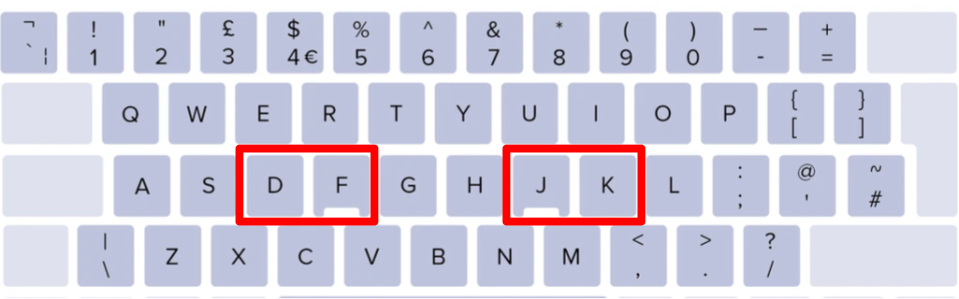 ¬ ! " £ $ % ^ & * ( ) — +
` ¦ 1 2 3 4 € 5 6 7 8 9 0 - =
Q W E R T Y U I O P { [ } ]
A S D F G H J K L : ; @ ' ~ #
| \ Z X C V B N M < , > . ? /